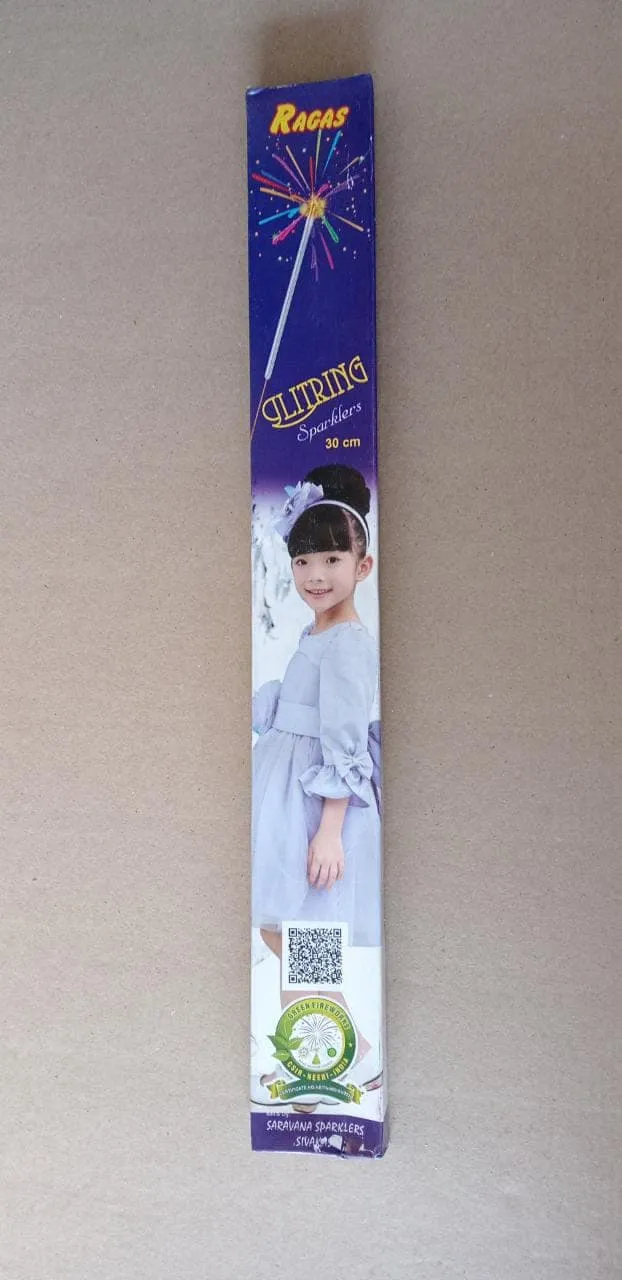 RAGAS
GLITRING
Sparklers
30 cm
GREEN FIREWORKS
CSIR - NEERI - INDIA
SARAVANA SPARKLERS